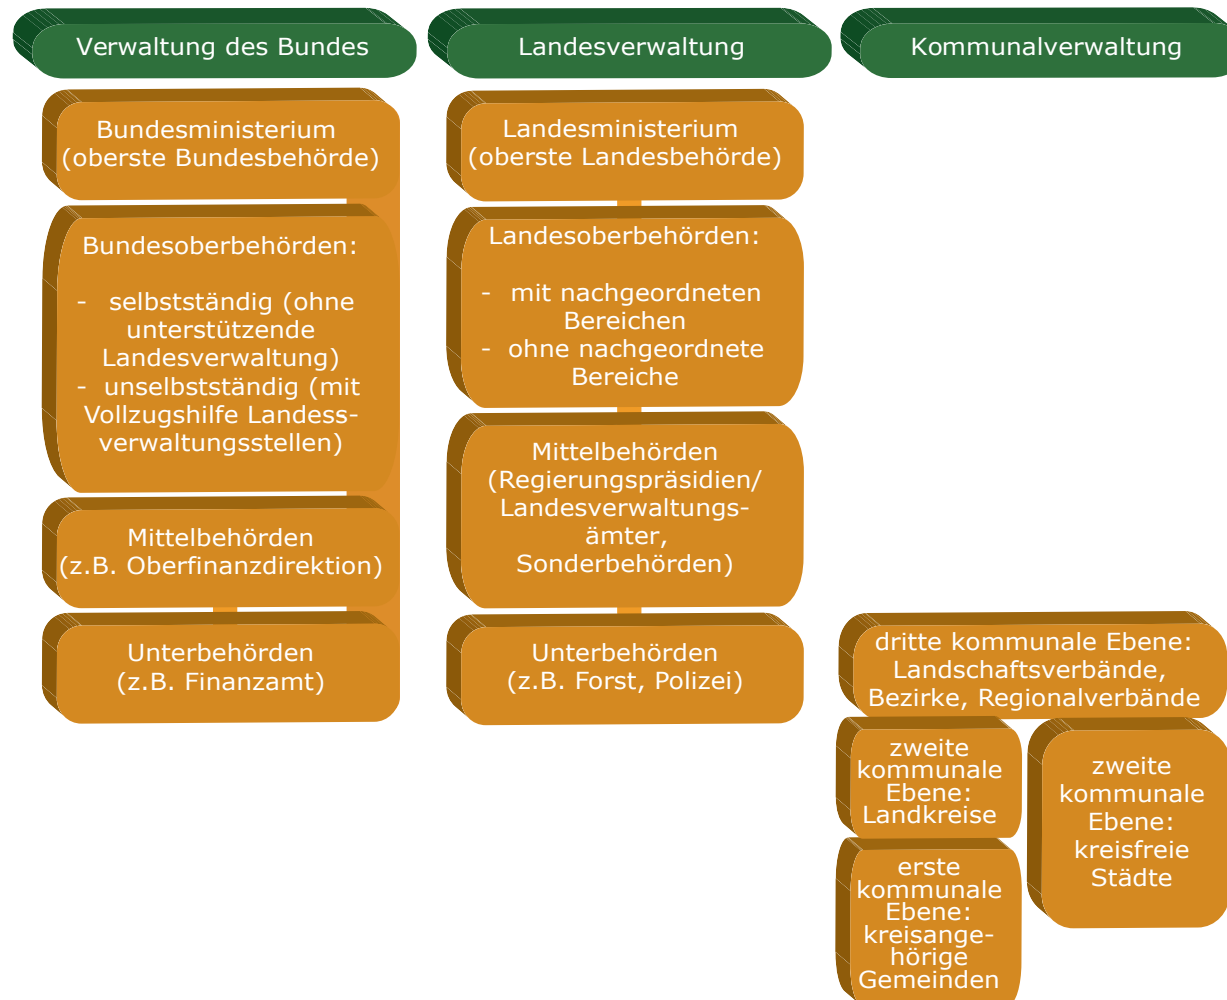 Verwaltung des Bundes
Bundesministerium
(oberste Bundesbehörde)
Bundesoberbehörden:
- selbstständig (ohne
unterstützende
Landesverwaltung)
- unselbstständig (mit
Vollzugshilfe Landess-
verwaltungsstellen)
Mittelbehörden
(z.B. Oberfinanzdirektion)
Unterbehörden
(z.B. Finanzamt)
Landesverwaltung
Landesministerium
(oberste Landesbehörde)
Landesoberbehörden:
- mit nachgeordneten
Bereichen
- ohne nachgeordnete
Bereiche
Mittelbehörden
(Regierungspräsidien/
Landesverwaltungs-
ämter,
Sonderbehörden)
Unterbehörden
(z.B. Forst, Polizei)
Kommunalverwaltung
dritte kommunale Ebene:
Landschaftsverbände,
Bezirke, Regionalverbände
zweite
kommunale
Ebene:
Landkreise
erste
kommunale
Ebene:
kreisange-
hörige
Gemeinden
zweite
kommunale
Ebene:
kreisfreie
Städte